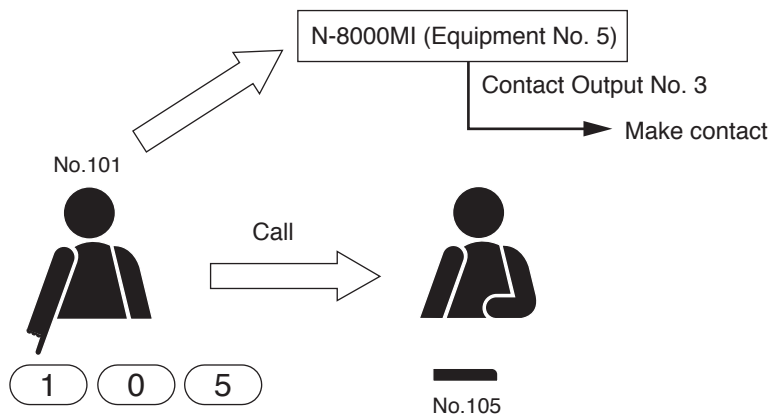 N-8000MI (Equipment No. 5)
Contact Output No. 3
Make contact
No.101
Call
1 0 5
No.105